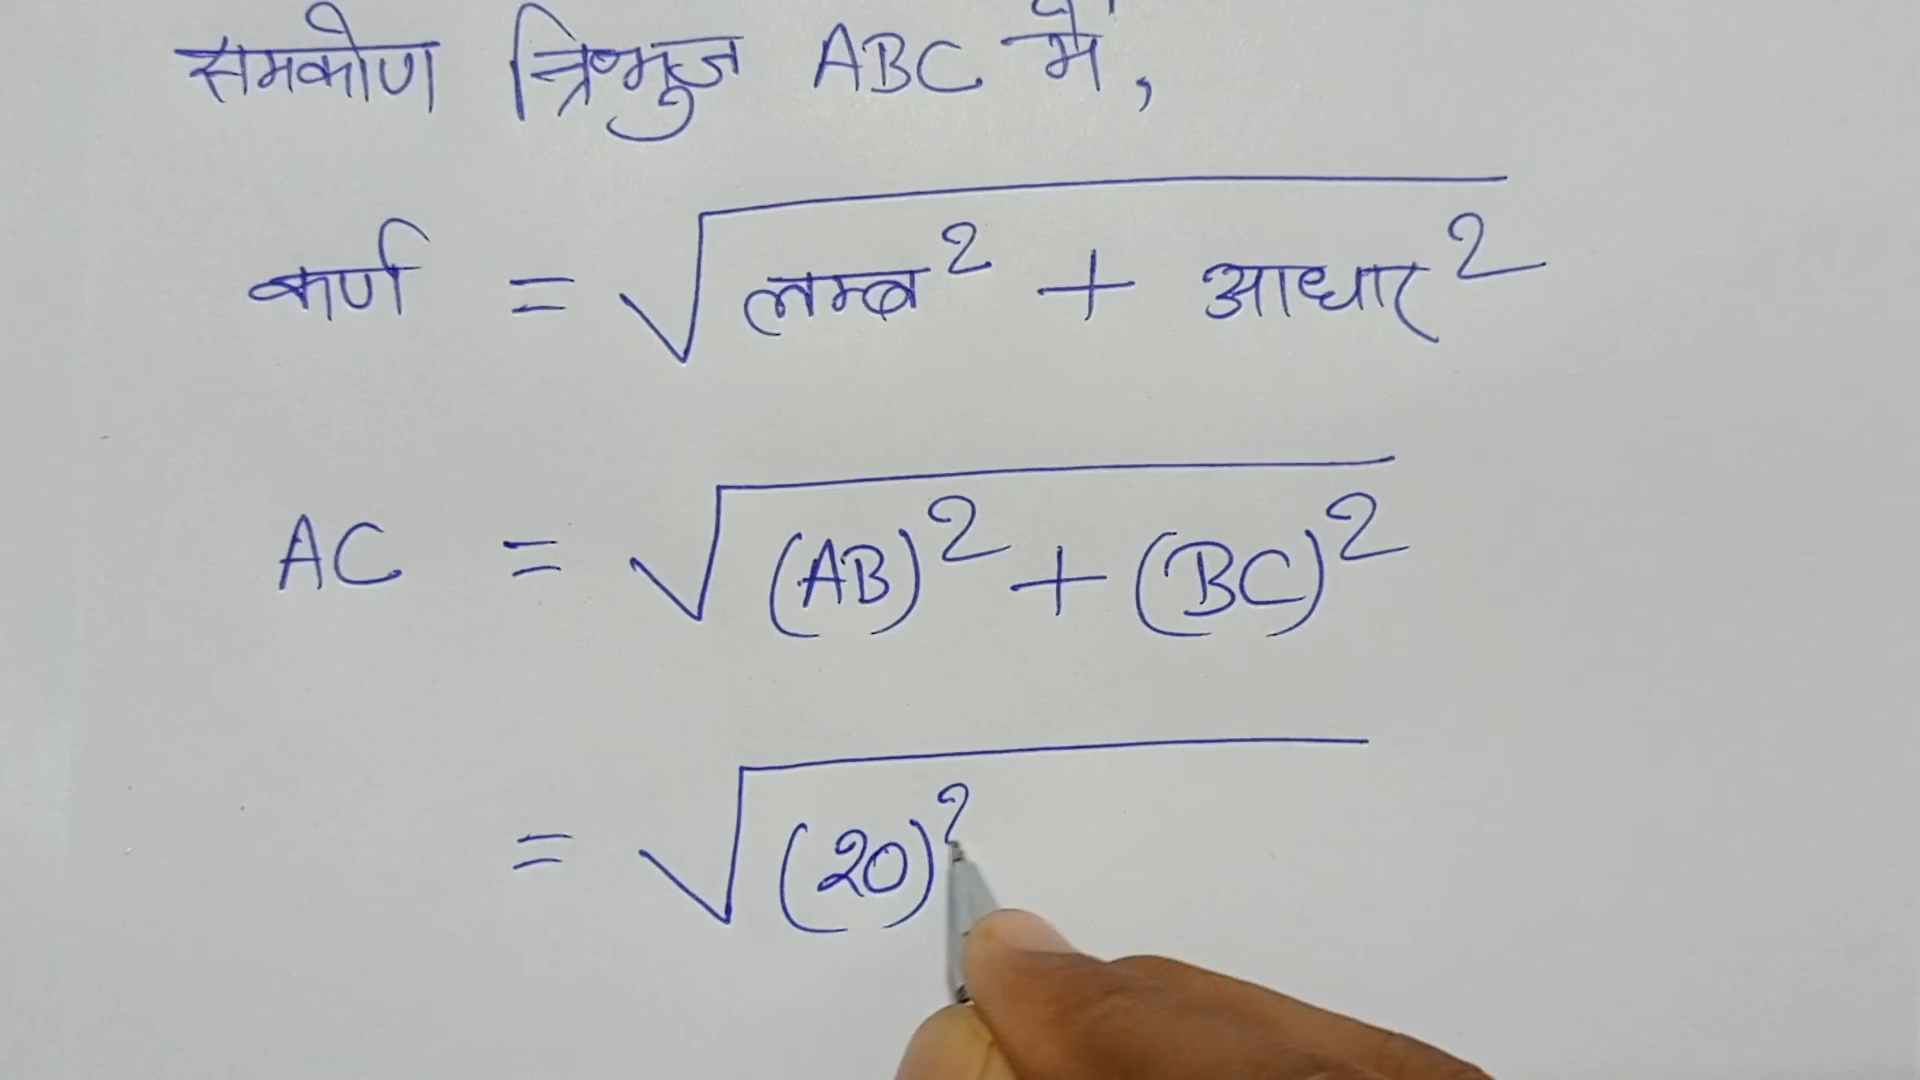 समकोण त्रिभुज ABC में,
कर्ण = √लम्ब² + आधार²
AC = √(AB)² + (BC)²
= √(20)²